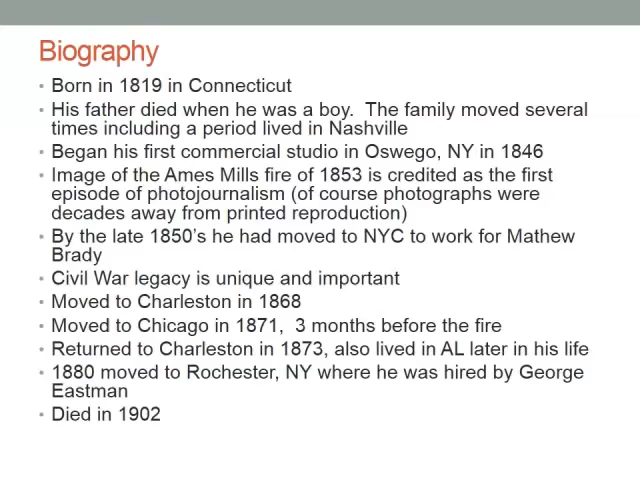 Biography
• Born in 1819 in Connecticut
• His father died when he was a boy.  The family moved several
times including a period lived in Nashville
• Began his first commercial studio in Oswego, NY in 1846
• Image of the Ames Mills fire of 1853 is credited as the first
episode of photojournalism (of course photographs were
decades away from printed reproduction)
• By the late 1850's he had moved to NYC to work for Mathew
Brady
• Civil War legacy is unique and important
• Moved to Charleston in 1868
• Moved to Chicago in 1871,  3 months before the fire
• Returned to Charleston in 1873, also lived in AL later in his life
• 1880 moved to Rochester, NY where he was hired by George
Eastman
• Died in 1902